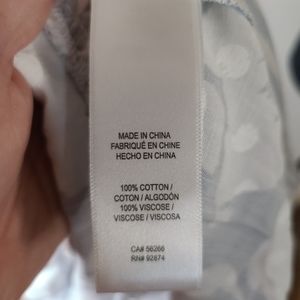 MADE IN CHINA
FABRIQUÉ EN CHINE
HECHO EN CHINA
100% COTTON /
COTON / ALGODÓN
100% VISCOSE /
VISCOSE / VISCOSA
CA# 56266
RN# 92874